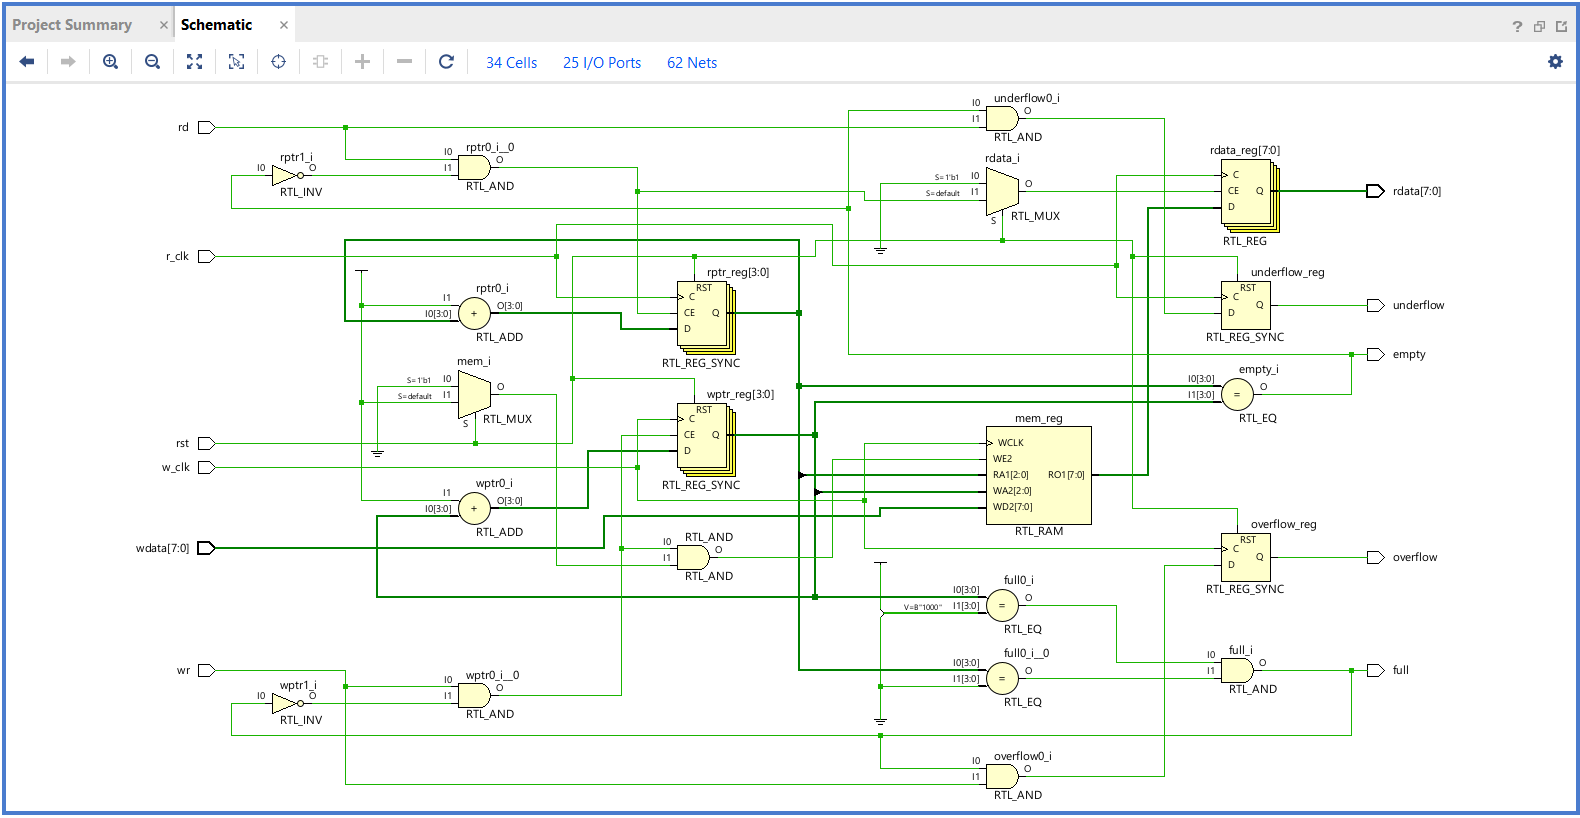 Project Summary × Schematic × ?
34 Cells 25 I/O Ports 62 Nets
underflow0_i
I0 O
I1
RTL_AND
rd
rptr0_i__0
I0 O
I1
RTL_AND
rptr1_i
I0 O
RTL_INV
rdata_i
S=1'b1 I0 O
S=default I1
S RTL_MUX
rdata_reg[7:0]
C
CE Q
D
RTL_REG
rdata[7:0]
r_clk
rptr_reg[3:0]
RST
C
CE Q
D
RTL_REG_SYNC
underflow_reg
RST
C Q
D
RTL_REG_SYNC
underflow
rptr0_i
I1 O[3:0]
I0[3:0] +
RTL_ADD
empty
mem_i
S=1'b1 I0 O
S=default I1
S RTL_MUX
empty_i
I0[3:0] O
I1[3:0] =
RTL_EQ
wptr_reg[3:0]
RST
C
CE Q
D
RTL_REG_SYNC
mem_reg
WCLK
WE2
RA1[2:0] RO1[7:0]
WA2[2:0]
WD2[7:0]
RTL_RAM
rst
w_clk
wptr0_i
I1 O[3:0]
I0[3:0] +
RTL_ADD
overflow_reg
RST
C Q
D
RTL_REG_SYNC
overflow
wdata[7:0]
RTL_AND
I0 O
I1
RTL_AND
full0_i
I0[3:0] O
V=B"1000" I1[3:0] =
RTL_EQ
full0_i__0
I0[3:0] O
I1[3:0] =
RTL_EQ
full_i
I0 O
I1
RTL_AND
full
wr
wptr0_i__0
I0 O
I1
RTL_AND
wptr1_i
I0 O
RTL_INV
overflow0_i
I0 O
I1
RTL_AND